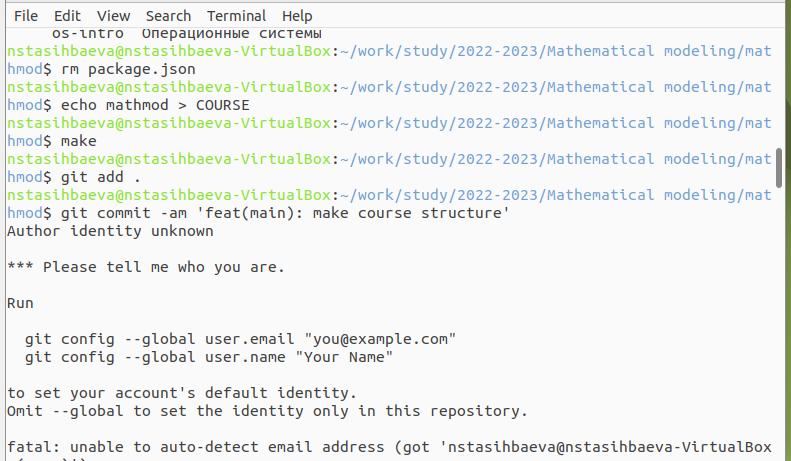 File Edit View Search Terminal Help
os-intro Операционные системы
nstasihbaeva@nstasihbaeva-VirtualBox:~/work/study/2022-2023/Mathematical modeling/mat
hmod$ rm package.json
nstasihbaeva@nstasihbaeva-VirtualBox:~/work/study/2022-2023/Mathematical modeling/mat
hmod$ echo mathmod > COURSE
nstasihbaeva@nstasihbaeva-VirtualBox:~/work/study/2022-2023/Mathematical modeling/mat
hmod$ make
nstasihbaeva@nstasihbaeva-VirtualBox:~/work/study/2022-2023/Mathematical modeling/mat
hmod$ git add .
nstasihbaeva@nstasihbaeva-VirtualBox:~/work/study/2022-2023/Mathematical modeling/mat
hmod$ git commit -am 'feat(main): make course structure'
Author identity unknown
*** Please tell me who you are.
Run
git config --global user.email "you@example.com"
git config --global user.name "Your Name"
to set your account's default identity.
Omit --global to set the identity only in this repository.
fatal: unable to auto-detect email address (got 'nstasihbaeva@nstasihbaeva-VirtualBox